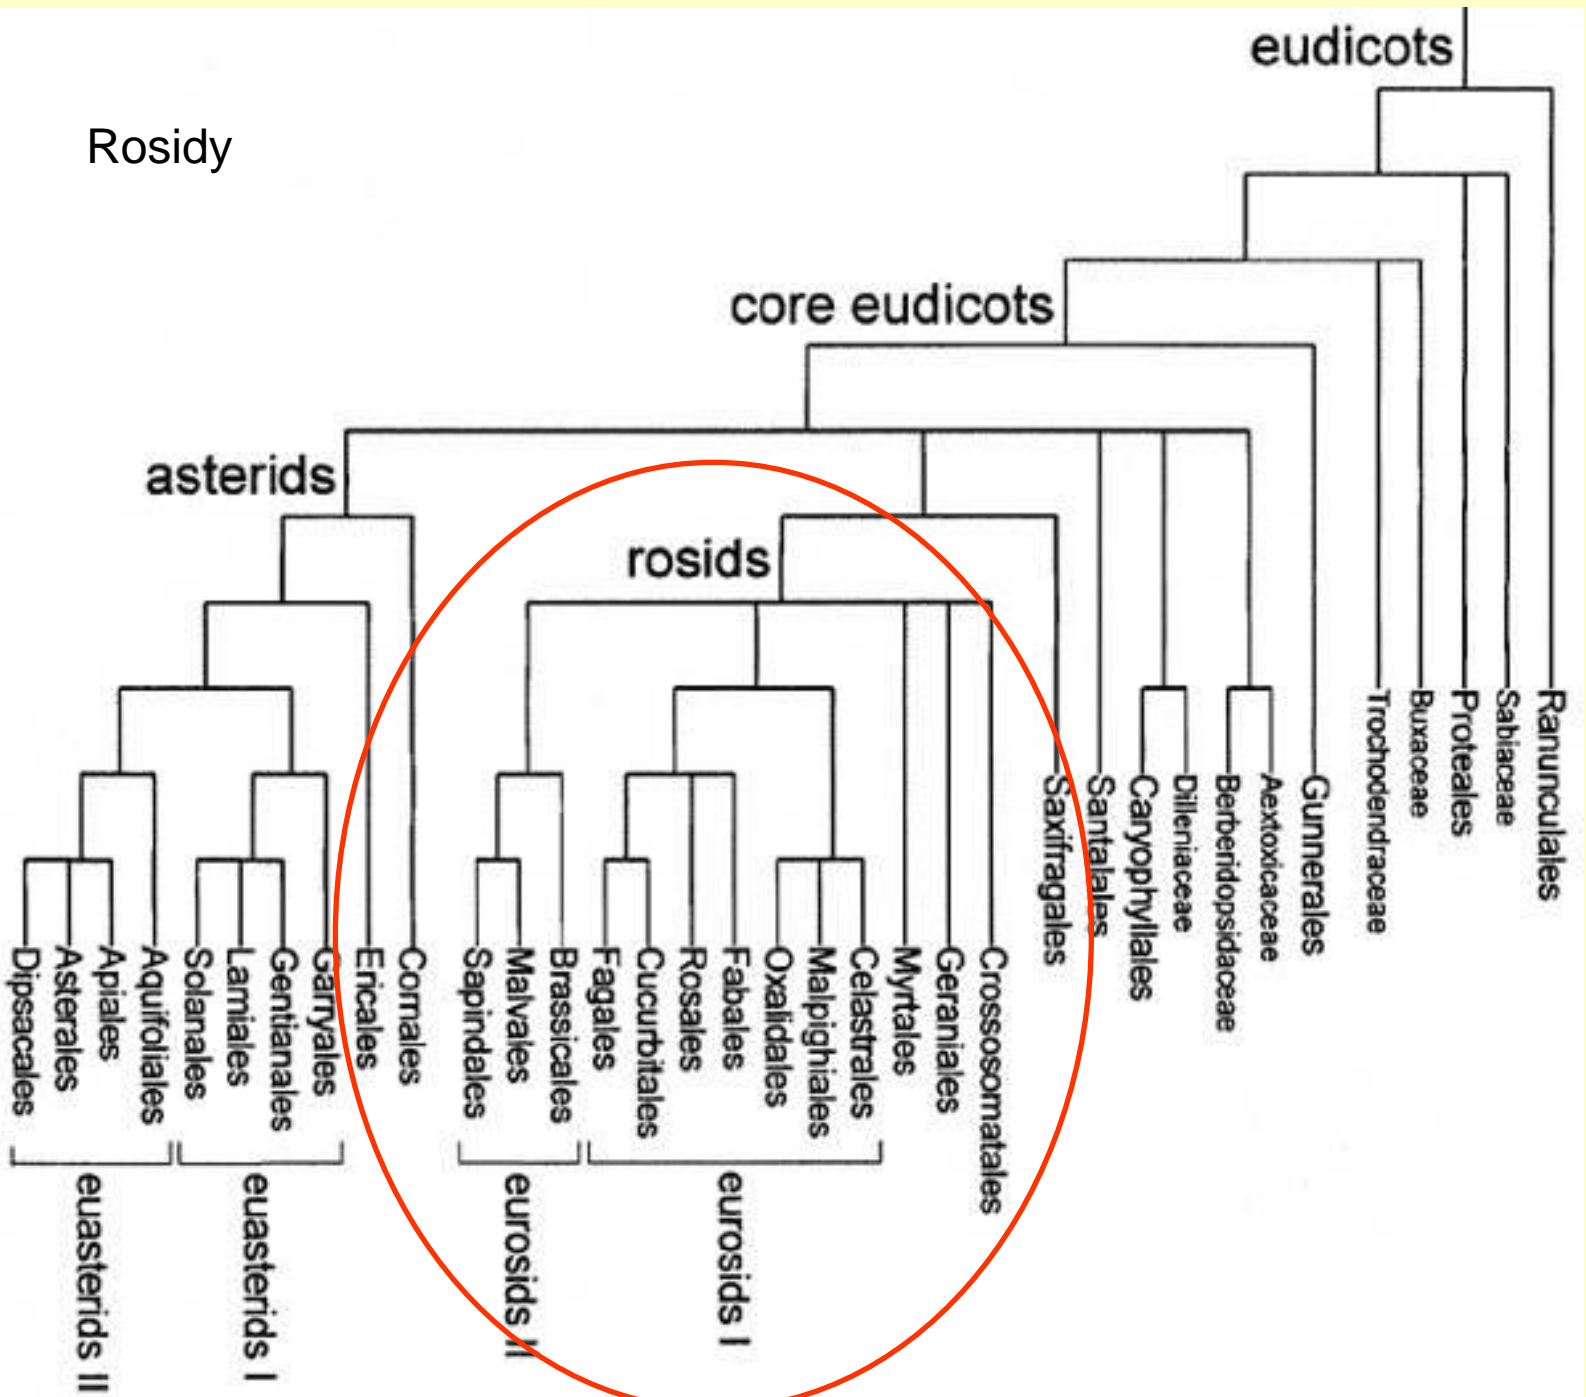 eudicots
Rosidy
core eudicots
asterids
rosids
Dipsacales
Asterales
Apiales
Aquifoliales
Solanales
Lamiales
Gentianales
Garryales
Ericales
Cornales
Sapindales
Malvales
Brassicales
Fagales
Cucurbitales
Rosales
Fabales
Oxalidales
Malpighiales
Celastrales
Myrtales
Geraniales
Crossosomatales
Saxifragales
Santalales
Caryophyllales
Dilleniaceae
Berberidopsidaceae
Aextoxicaceae
Gunnerales
Trochodendraceae
Buxaceae
Proteales
Sabiaceae
Ranunculales
euasterids II
euasterids I
eurosids II
eurosids I